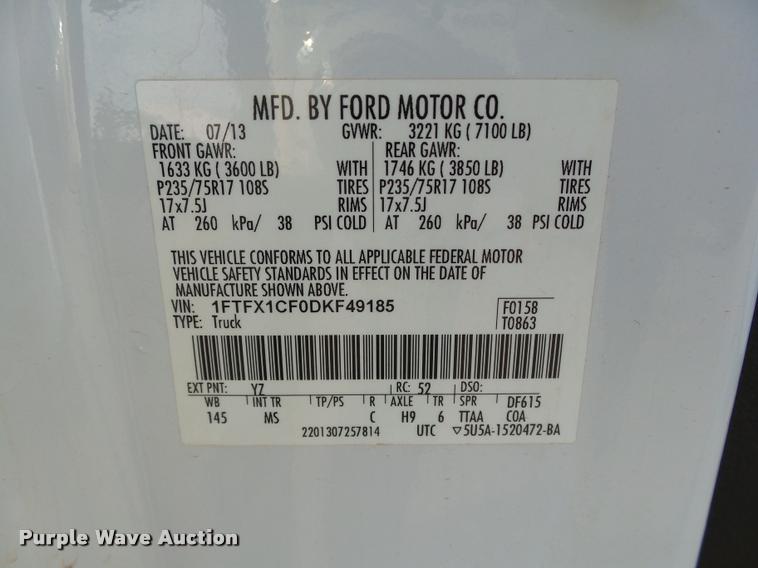 MFD. BY FORD MOTOR CO.
DATE: 07/13 GVWR: 3221 KG ( 7100 LB)
FRONT GAWR: REAR GAWR:
1633 KG ( 3600 LB) WITH 1746 KG ( 3850 LB) WITH
P235/75R17 108S TIRES P235/75R17 108S TIRES
17x7.5J RIMS 17x7.5J RIMS
AT 260 kPa/ 38 PSI COLD AT 260 kPa/ 38 PSI COLD
THIS VEHICLE CONFORMS TO ALL APPLICABLE FEDERAL MOTOR
VEHICLE SAFETY STANDARDS IN EFFECT ON THE DATE OF
MANUFACTURE SHOWN ABOVE.
VIN: 1FTFX1CF0DKF49185 F0158
TYPE: Truck T0863
EXT PNT: YZ RC: 52 DSO:
WB INT TR TP/PS R AXLE TR SPR DF615
145 MS C H9 6 TTAA COA
2201307257814 UTC ▽5U5A-1520472-BA
Purple Wave Auction